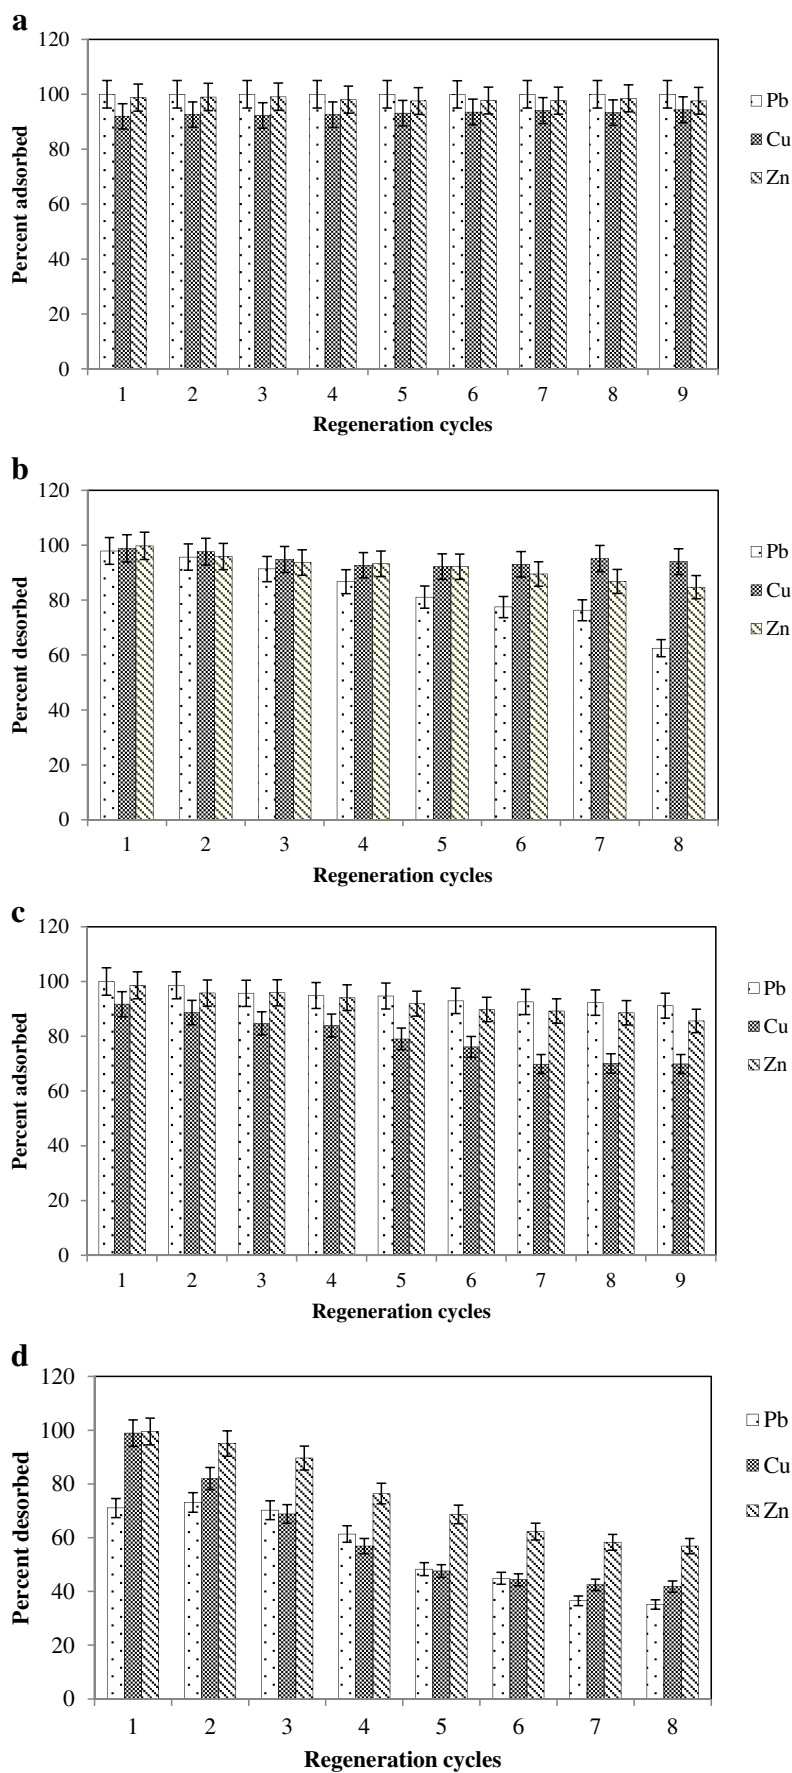 a
120
100
80
60
40
20
0
Percent adsorbed
1 2 3 4 5 6 7 8 9
Regeneration cycles
Pb
Cu
Zn
b
120
100
80
60
40
20
0
Percent desorbed
1 2 3 4 5 6 7 8
Regeneration cycles
Pb
Cu
Zn
c
120
100
80
60
40
20
0
Percent adsorbed
1 2 3 4 5 6 7 8 9
Regeneration cycles
Pb
Cu
Zn
d
120
100
80
60
40
20
0
Percent desorbed
1 2 3 4 5 6 7 8
Regeneration cycles
Pb
Cu
Zn